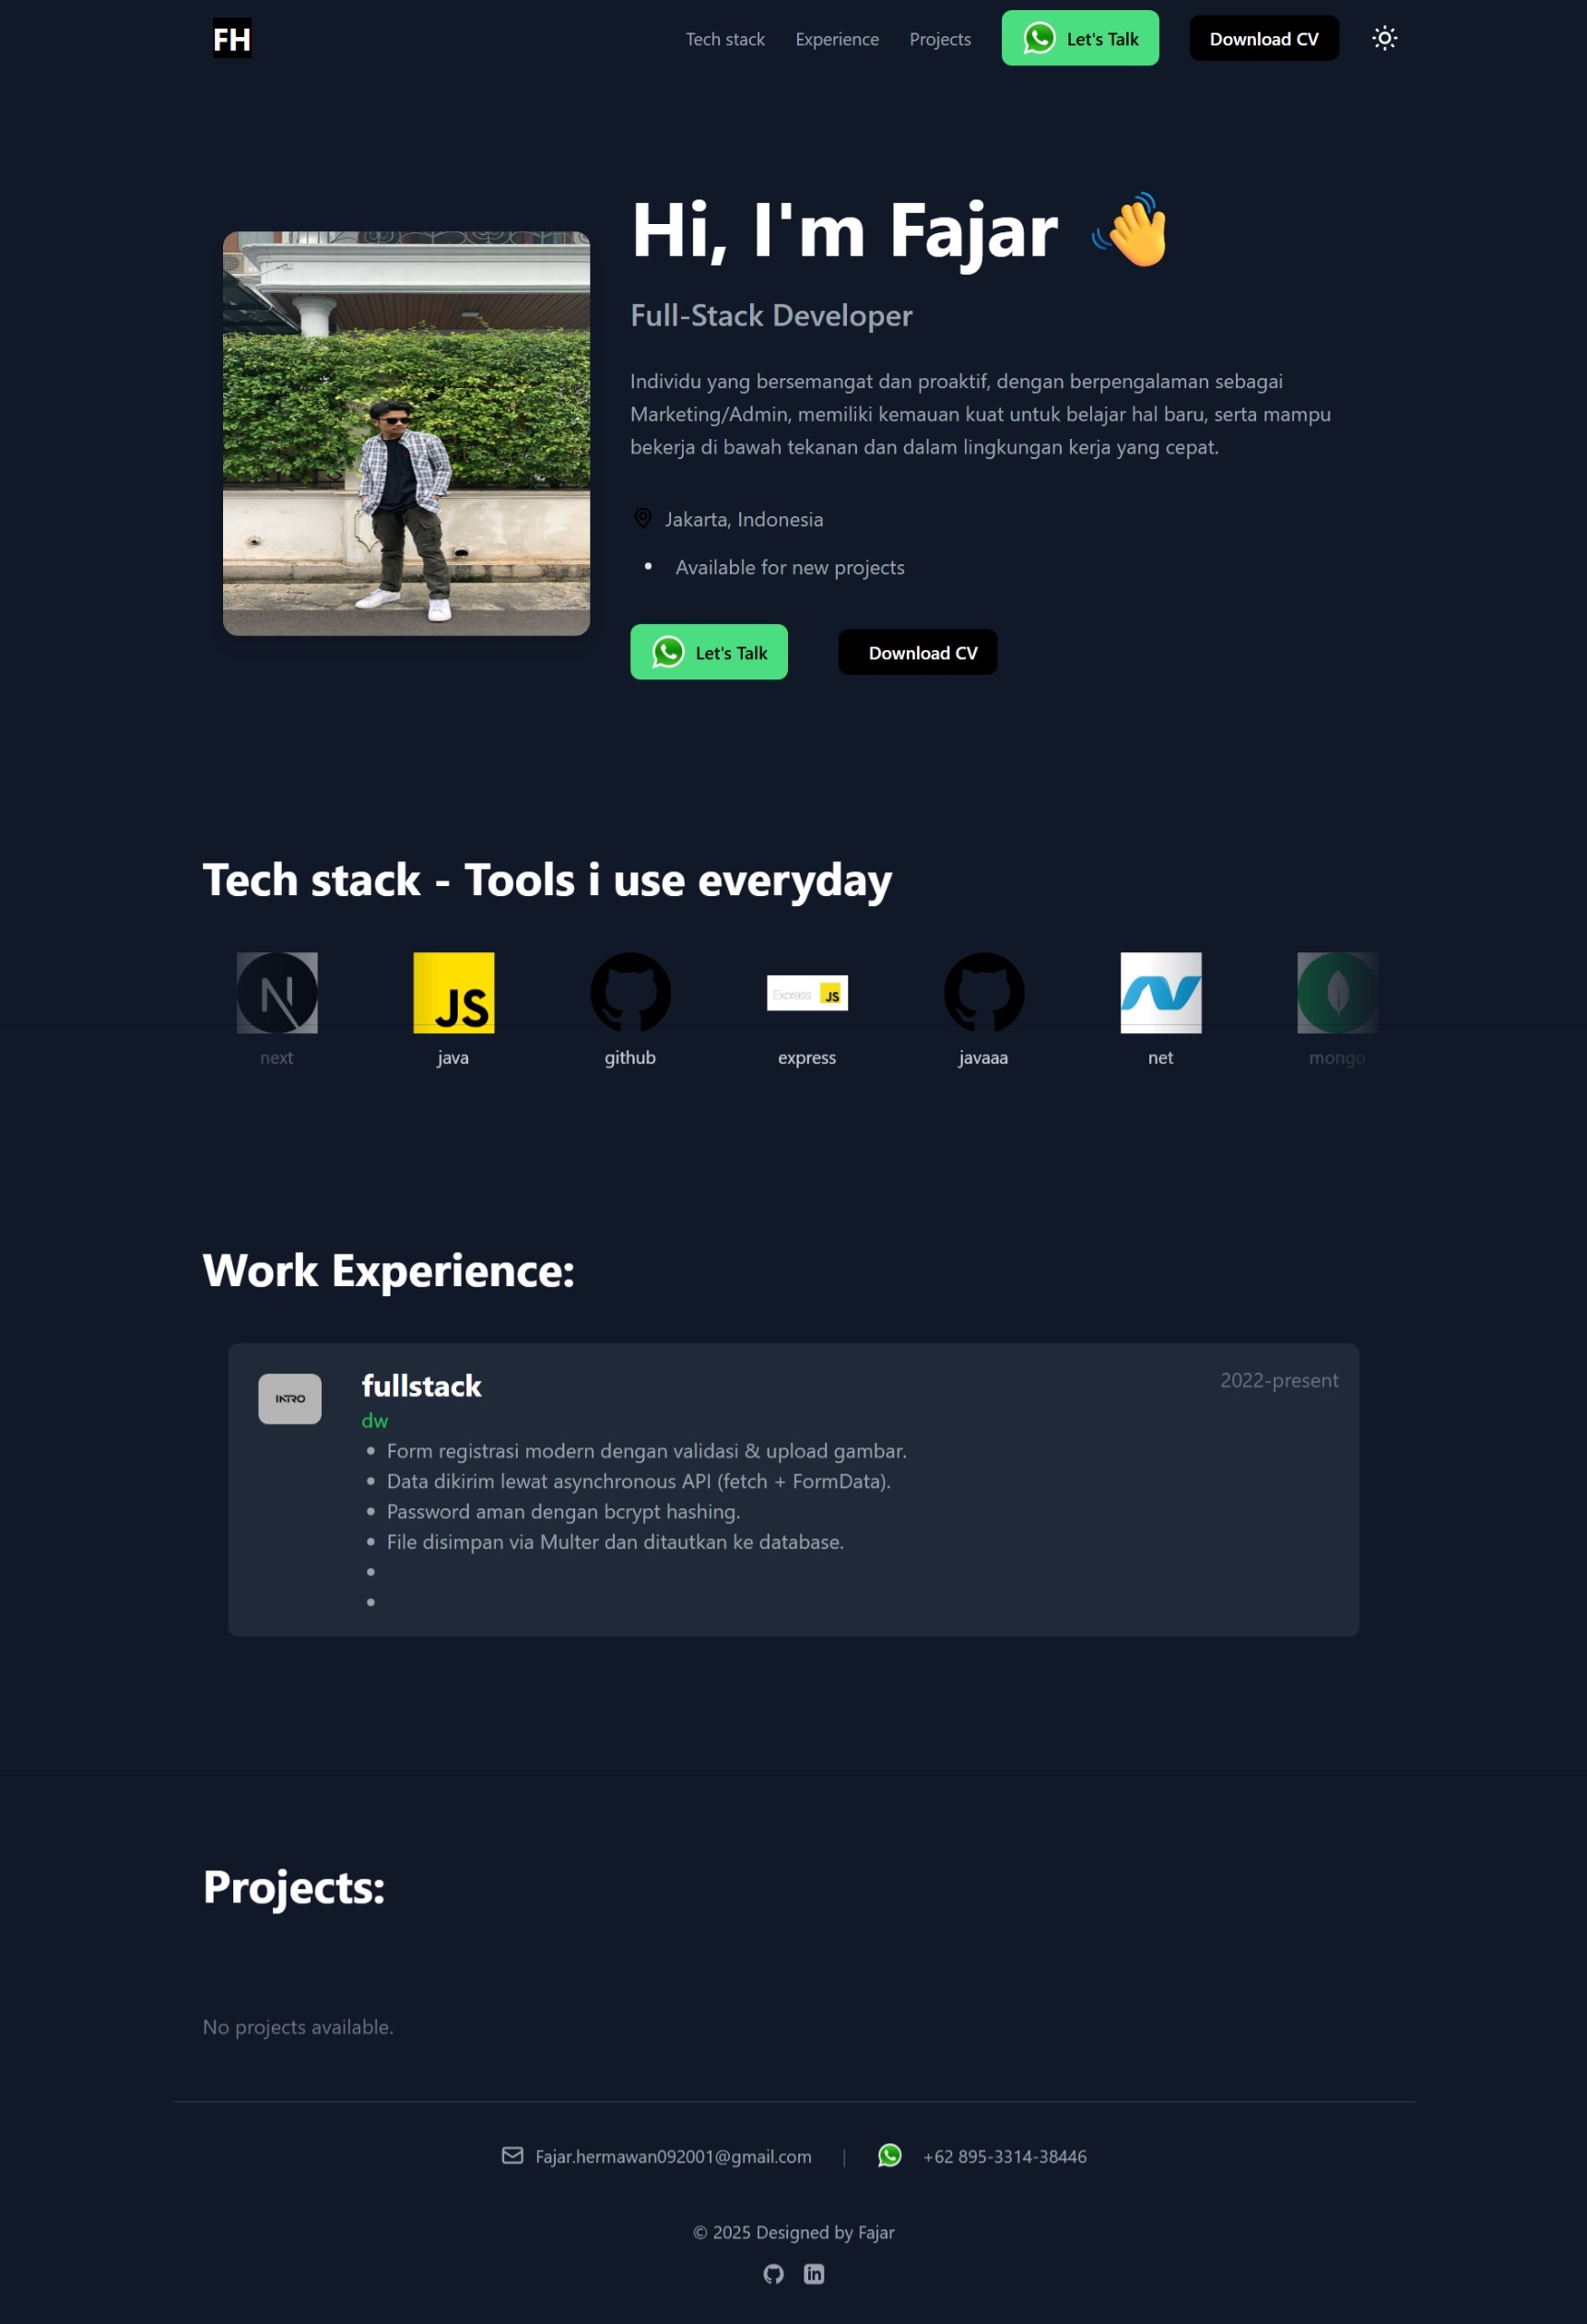 FH
Tech stack
Experience
Projects
Let's Talk
Download CV
Hi, I'm Fajar 👋
Full-Stack Developer
Individu yang bersemangat dan proaktif, dengan berpengalaman sebagai
Marketing/Admin, memiliki kemauan kuat untuk belajar hal baru, serta mampu
bekerja di bawah tekanan dan dalam lingkungan kerja yang cepat.
Jakarta, Indonesia
• Available for new projects
Let's Talk
Download CV
Tech stack - Tools i use everyday
N
JS
Express JS
next
java
github
express
javaaa
net
mongo
Work Experience:
INTRO
fullstack
2022-present
dw
• Form registrasi modern dengan validasi & upload gambar.
• Data dikirim lewat asynchronous API (fetch + FormData).
• Password aman dengan bcrypt hashing.
• File disimpan via Multer dan ditautkan ke database.
•
•
Projects:
No projects available.
Fajar.hermawan092001@gmail.com | +62 895-3314-38446
© 2025 Designed by Fajar
in